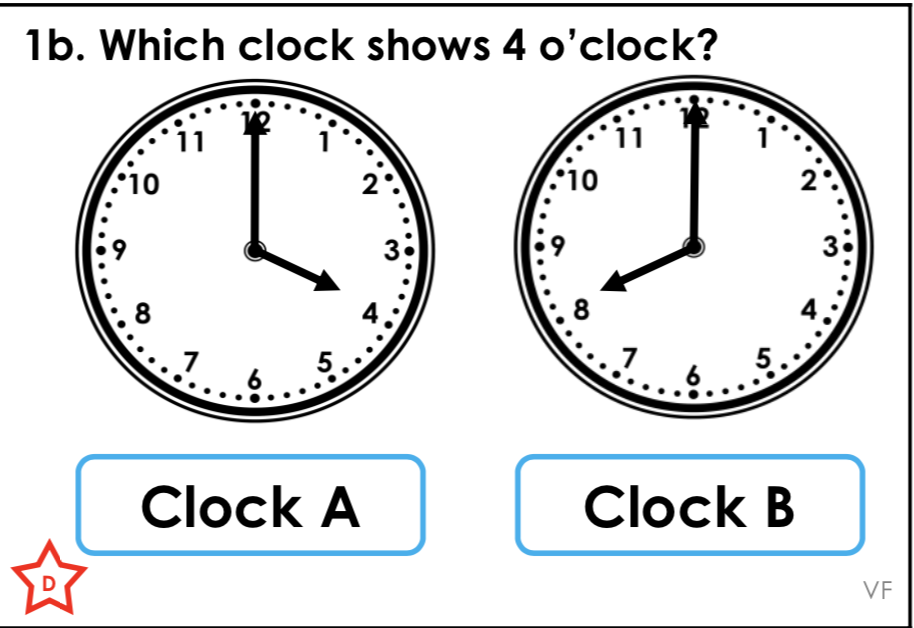 1b. Which clock shows 4 o’clock?
12 12
11 1 11 1
10 2 10 2
9 3 9 3
8 4 8 4
7 5 7 5
6 6
Clock A Clock B
D
VF